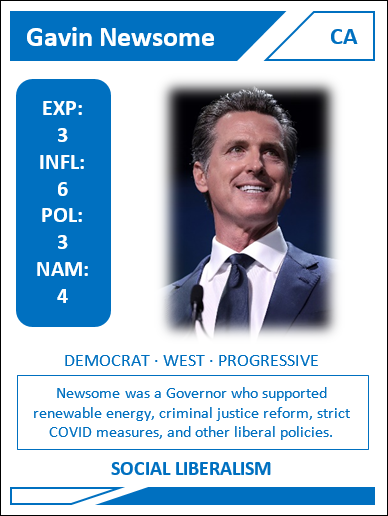 Gavin Newsome
CA
EXP:
3
INFL:
6
POL:
3
NAM:
4
DEMOCRAT · WEST · PROGRESSIVE
Newsome was a Governor who supported
renewable energy, criminal justice reform, strict
COVID measures, and other liberal policies.
SOCIAL LIBERALISM